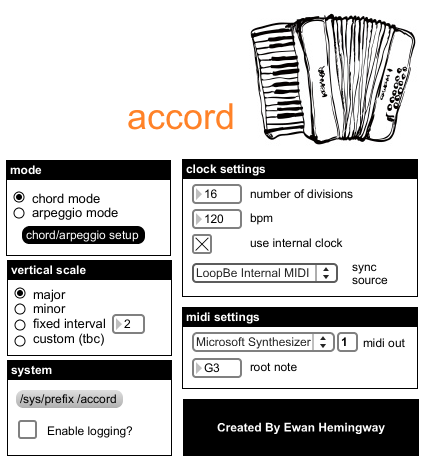 accord
mode
chord mode
arpeggio mode
chord/arpeggio setup
vertical scale
major
minor
fixed interval 2
custom (tbc)
system
/sys/prefix /accord
Enable logging?
clock settings
16 number of divisions
120 bpm
use internal clock
LoopBe Internal MIDI sync
source
midi settings
Microsoft Synthesizer 1 midi out
G3 root note
Created By Ewan Hemingway